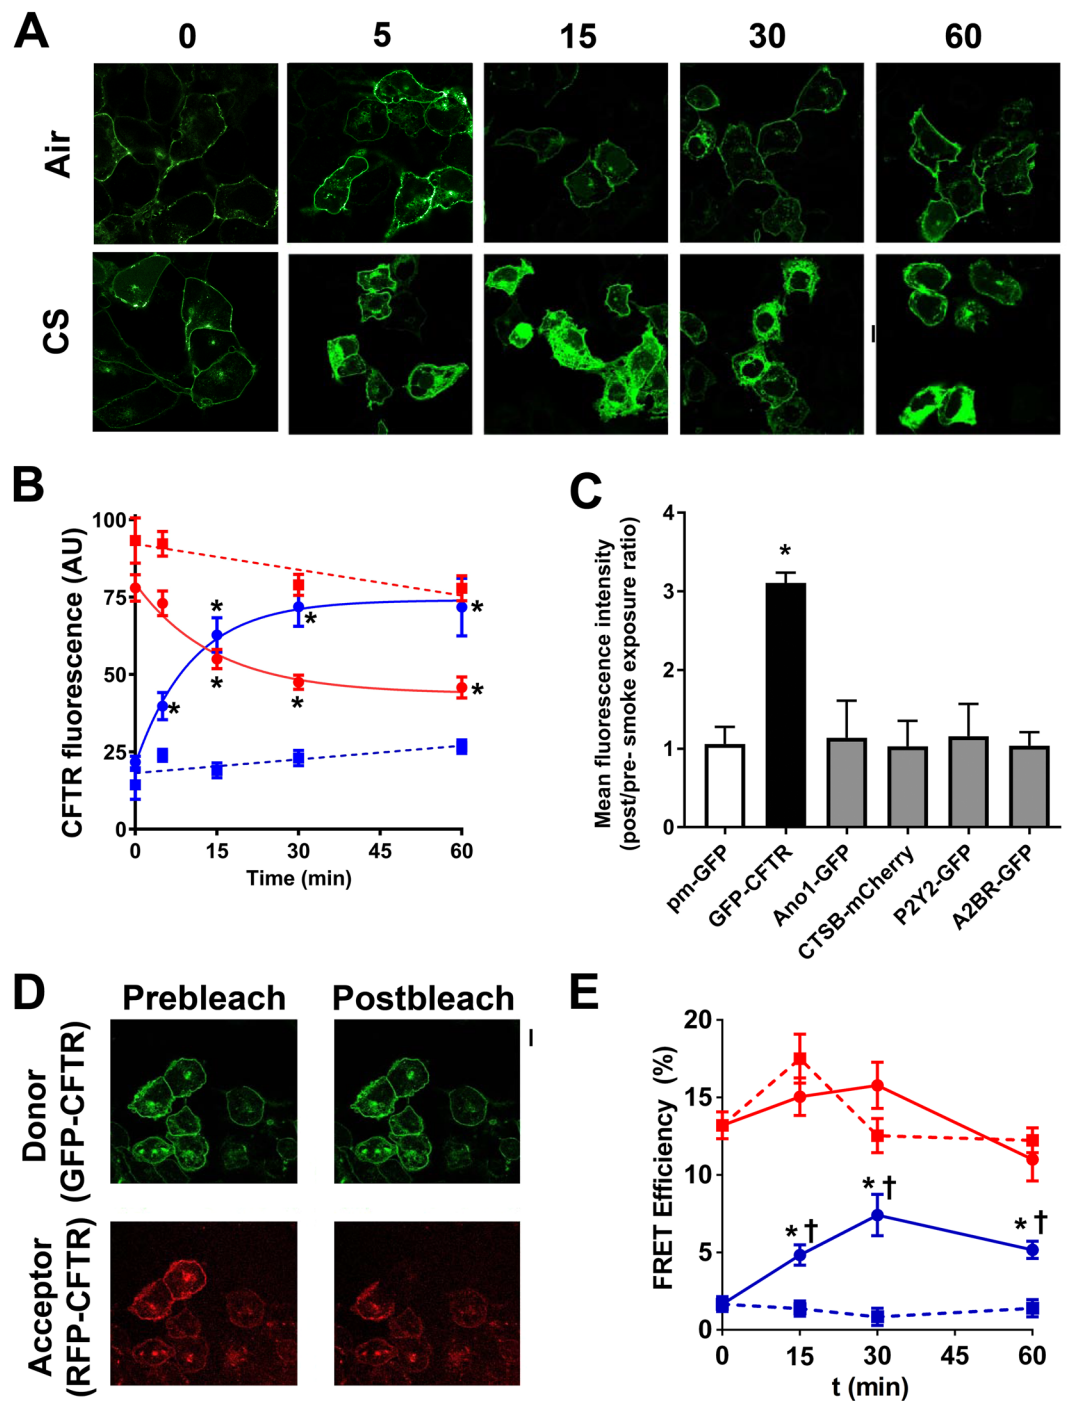 A
0 5 15 30 60
Air
CS
B
CFTR fluorescence (AU)
100
75
50
25
0
* * * *
* * *
0 15 30 45 60
Time (min)
C
Mean fluorescence intensity
(post/pre- smoke exposure ratio)
4
3
2
1
0
*
pm-GFP
GFP-CFTR
Ano1-GFP
CTSB-mCherry
P2Y2-GFP
A2BR-GFP
D
Prebleach Postbleach
Donor
(GFP-CFTR)
Acceptor
(RFP-CFTR)
E
FRET Efficiency (%)
20
15
10
5
0
*† *† *†
0 15 30 45 60
t (min)